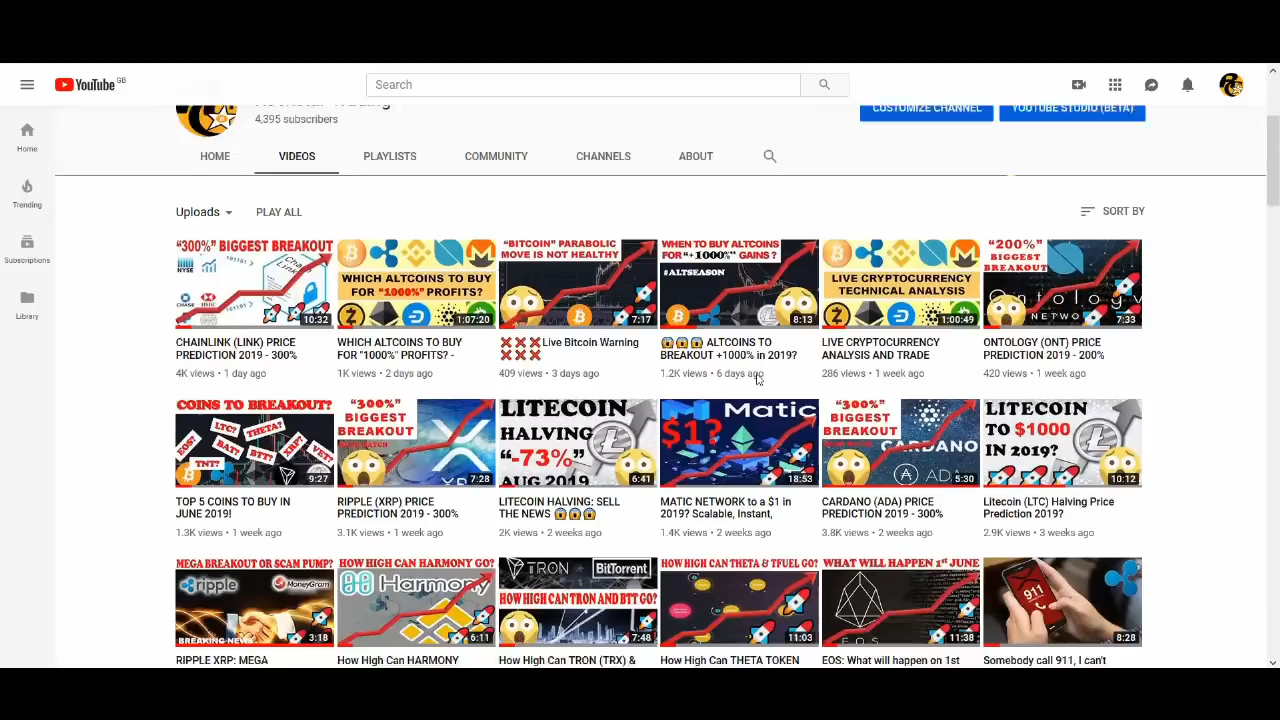 YouTube GB
Search
4,395 subscribers
CUSTOMIZE CHANNEL
YOUTUBE STUDIO (BETA)
HOME
VIDEOS
PLAYLISTS
COMMUNITY
CHANNELS
ABOUT
Home
Trending
Subscriptions
Library
Uploads
PLAY ALL
SORT BY
"300%" BIGGEST BREAKOUT
NYSE
CHASE
HSBC
10:32
CHAINLINK (LINK) PRICE
PREDICTION 2019 - 300%
4K views • 1 day ago
WHICH ALTCOINS TO BUY
FOR "1000%" PROFITS?
1:07:20
WHICH ALTCOINS TO BUY
FOR "1000%" PROFITS? -
1K views • 2 days ago
"BITCOIN" PARABOLIC
MOVE IS NOT HEALTHY
7:17
❌❌❌Live Bitcoin Warning
❌❌❌
409 views • 3 days ago
WHEN TO BUY ALTCOINS
FOR "+1000%" GAINS ?
#ALTSEASON
8:13
😱😱😱 ALTCOINS TO
BREAKOUT +1000% in 2019?
1.2K views • 6 days ago
LIVE CRYPTOCURRENCY
TECHNICAL ANALYSIS
1:00:49
LIVE CRYPTOCURRENCY
ANALYSIS AND TRADE
286 views • 1 week ago
"200%"
BIGGEST
BREAKOUT
Ontology
NETWO
7:33
ONTOLOGY (ONT) PRICE
PREDICTION 2019 - 200%
420 views • 1 week ago
COINS TO BREAKOUT?
LTC?
THETA?
EOS?
BAT?
BTT?
XRP?
VET?
TNT?
9:27
TOP 5 COINS TO BUY IN
JUNE 2019!
1.3K views • 1 week ago
"300%"
BIGGEST
BREAKOUT
7:28
RIPPLE (XRP) PRICE
PREDICTION 2019 - 300%
3.1K views • 1 week ago
LITECOIN
HALVING
"-73%"
AUG 2019
6:41
LITECOIN HALVING: SELL
THE NEWS 😱😱😱
2K views • 2 weeks ago
Matic
$1?
18:53
MATIC NETWORK to a $1 in
2019? Scalable, Instant,
1.4K views • 2 weeks ago
"300%"
BIGGEST
BREAKOUT
CARDANO
ADA
5:30
CARDANO (ADA) PRICE
PREDICTION 2019 - 300%
3.8K views • 2 weeks ago
LITECOIN
TO $1000
IN 2019?
10:12
Litecoin (LTC) Halving Price
Prediction 2019?
2.9K views • 3 weeks ago
MEGA BREAKOUT OR SCAM PUMP?
ripple
MoneyGram
BREAKING NEWS
3:18
RIPPLE XRP: MEGA
HOW HIGH CAN HARMONY GO?
Harmony
6:11
How High Can HARMONY
TRON
BitTorrent
HOW HIGH CAN TRON AND BTT GO?
7:48
How High Can TRON (TRX) &
HOW HIGH CAN THETA & TFUEL GO?
11:03
How High Can THETA TOKEN
WHAT WILL HAPPEN 1ST JUNE
EOS
11:38
EOS: What will happen on 1st
911
8:28
Somebody call 911, I can't